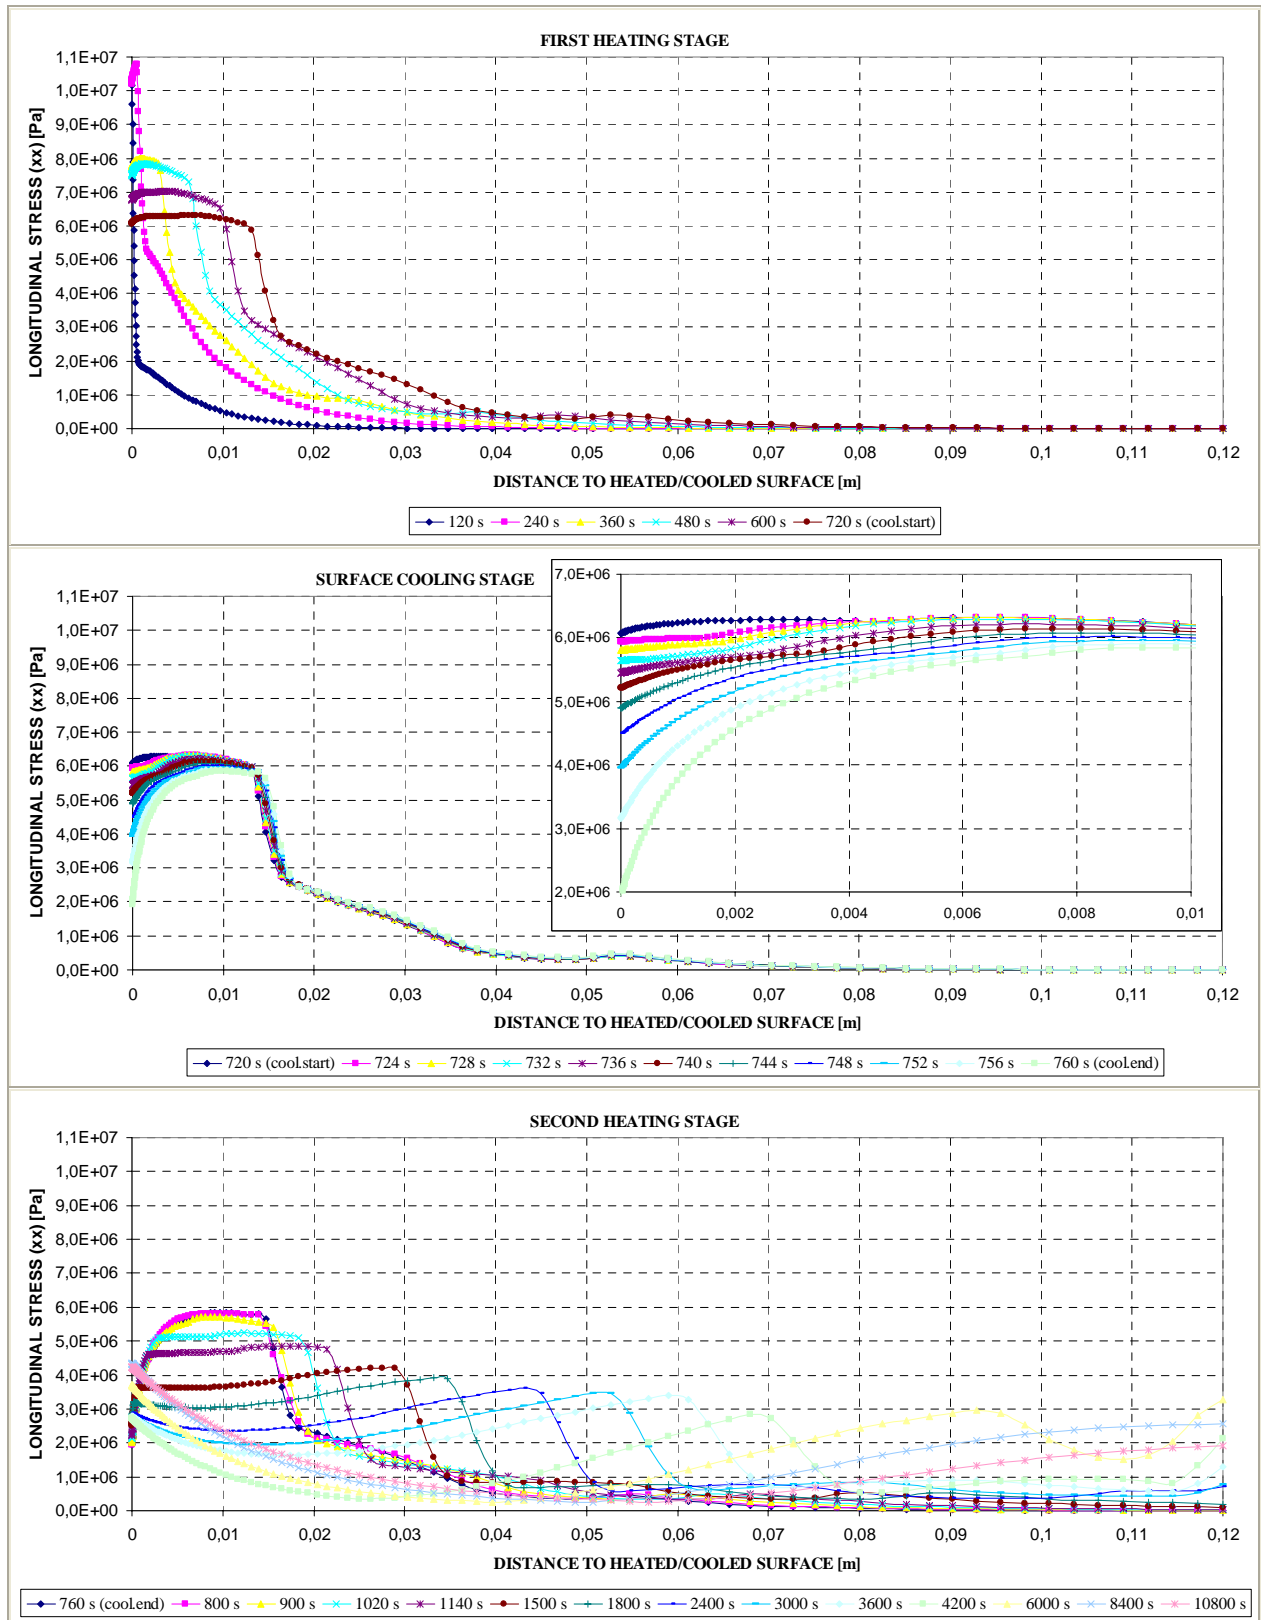 FIRST HEATING STAGE
LONGITUDINAL STRESS (xx) [Pa]
1,1E+07
1,0E+07
9,0E+06
8,0E+06
7,0E+06
6,0E+06
5,0E+06
4,0E+06
3,0E+06
2,0E+06
1,0E+06
0,0E+00
0 0,01 0,02 0,03 0,04 0,05 0,06 0,07 0,08 0,09 0,1 0,11 0,12
DISTANCE TO HEATED/COOLED SURFACE [m]
120 s 240 s 360 s 480 s 600 s 720 s (cool.start)
SURFACE COOLING STAGE
LONGITUDINAL STRESS (xx) [Pa]
1,1E+07
1,0E+07
9,0E+06
8,0E+06
7,0E+06
6,0E+06
5,0E+06
4,0E+06
3,0E+06
2,0E+06
1,0E+06
0,0E+00
7,0E+06
6,0E+06
5,0E+06
4,0E+06
3,0E+06
2,0E+06
0 0,002 0,004 0,006 0,008 0,01
0 0,01 0,02 0,03 0,04 0,05 0,06 0,07 0,08 0,09 0,1 0,11 0,12
DISTANCE TO HEATED/COOLED SURFACE [m]
720 s (cool.start) 724 s 728 s 732 s 736 s 740 s 744 s 748 s 752 s 756 s 760 s (cool.end)
SECOND HEATING STAGE
LONGITUDINAL STRESS (xx) [Pa]
1,1E+07
1,0E+07
9,0E+06
8,0E+06
7,0E+06
6,0E+06
5,0E+06
4,0E+06
3,0E+06
2,0E+06
1,0E+06
0,0E+00
0 0,01 0,02 0,03 0,04 0,05 0,06 0,07 0,08 0,09 0,1 0,11 0,12
DISTANCE TO HEATED/COOLED SURFACE [m]
760 s (cool.end) 800 s 900 s 1020 s 1140 s 1500 s 1800 s 2400 s 3000 s 3600 s 4200 s 6000 s 8400 s 10800 s